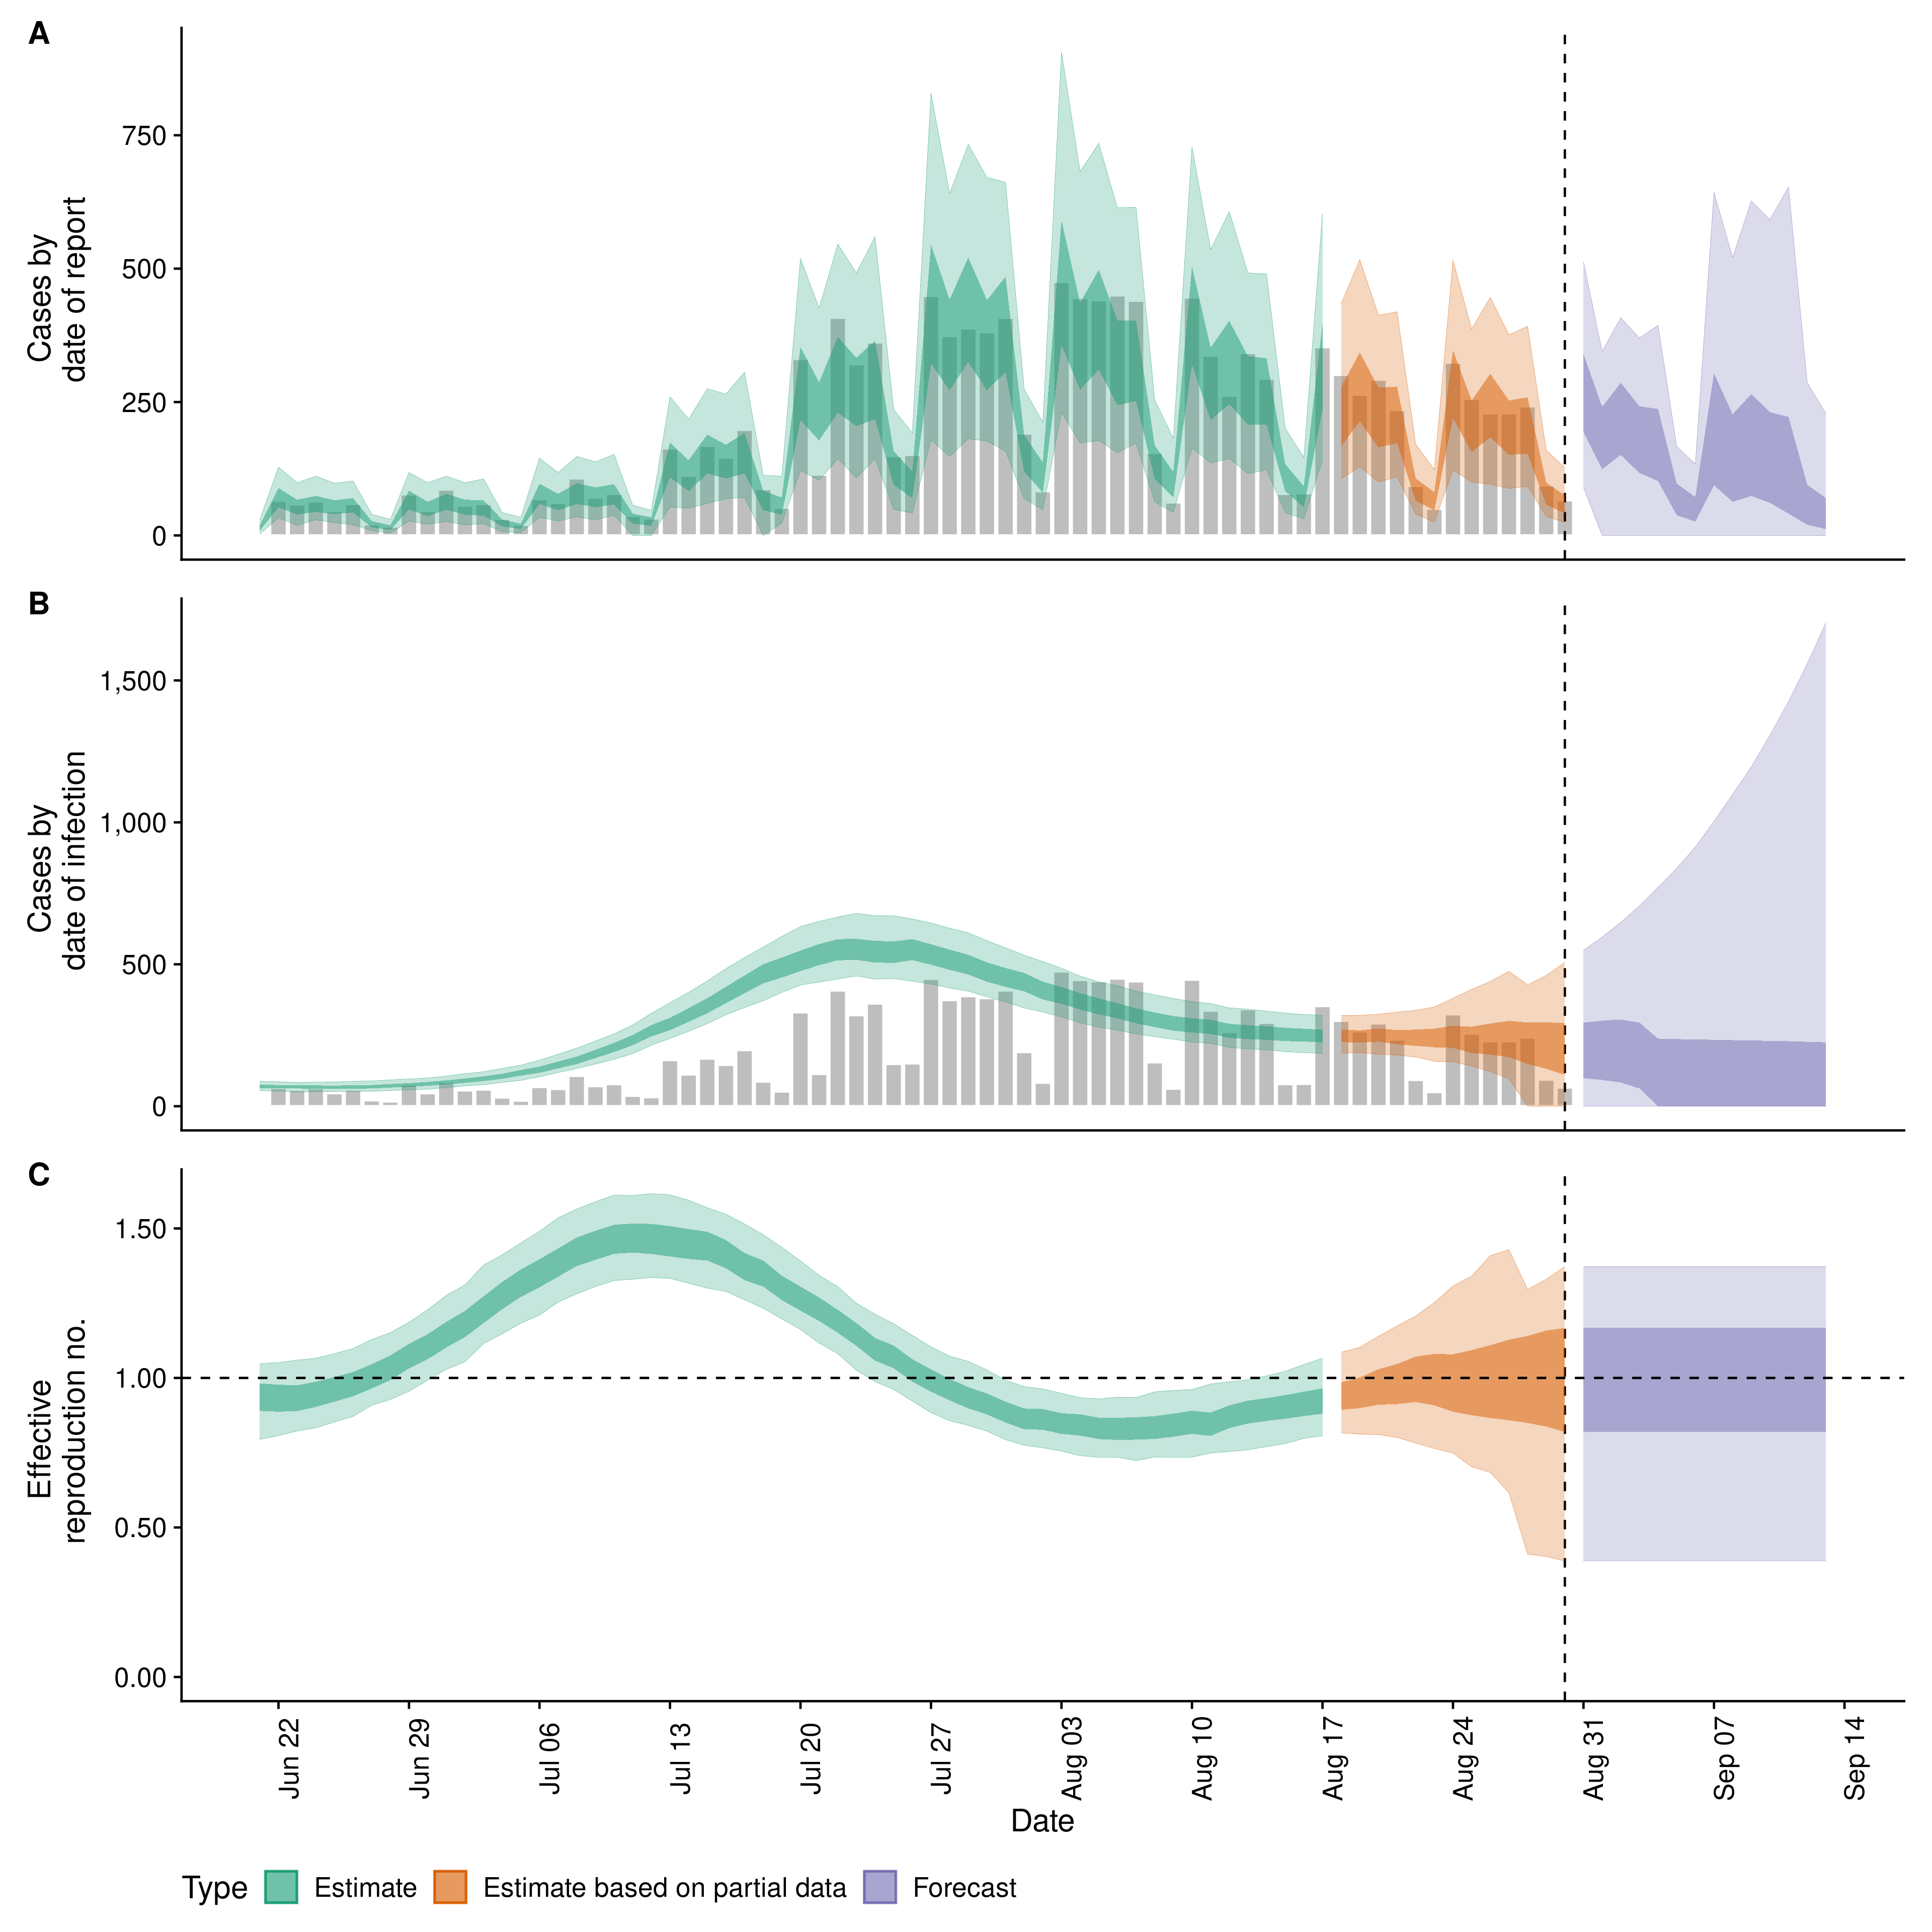 A
Cases by
date of report
750
500
250
0
B
Cases by
date of infection
1,500
1,000
500
0
C
Effective
reproduction no.
1.50
1.00
0.50
0.00
Jun 22
Jun 29
Jul 06
Jul 13
Jul 20
Jul 27
Aug 03
Aug 10
Aug 17
Aug 24
Aug 31
Sep 07
Sep 14
Date
Type Estimate Estimate based on partial data Forecast